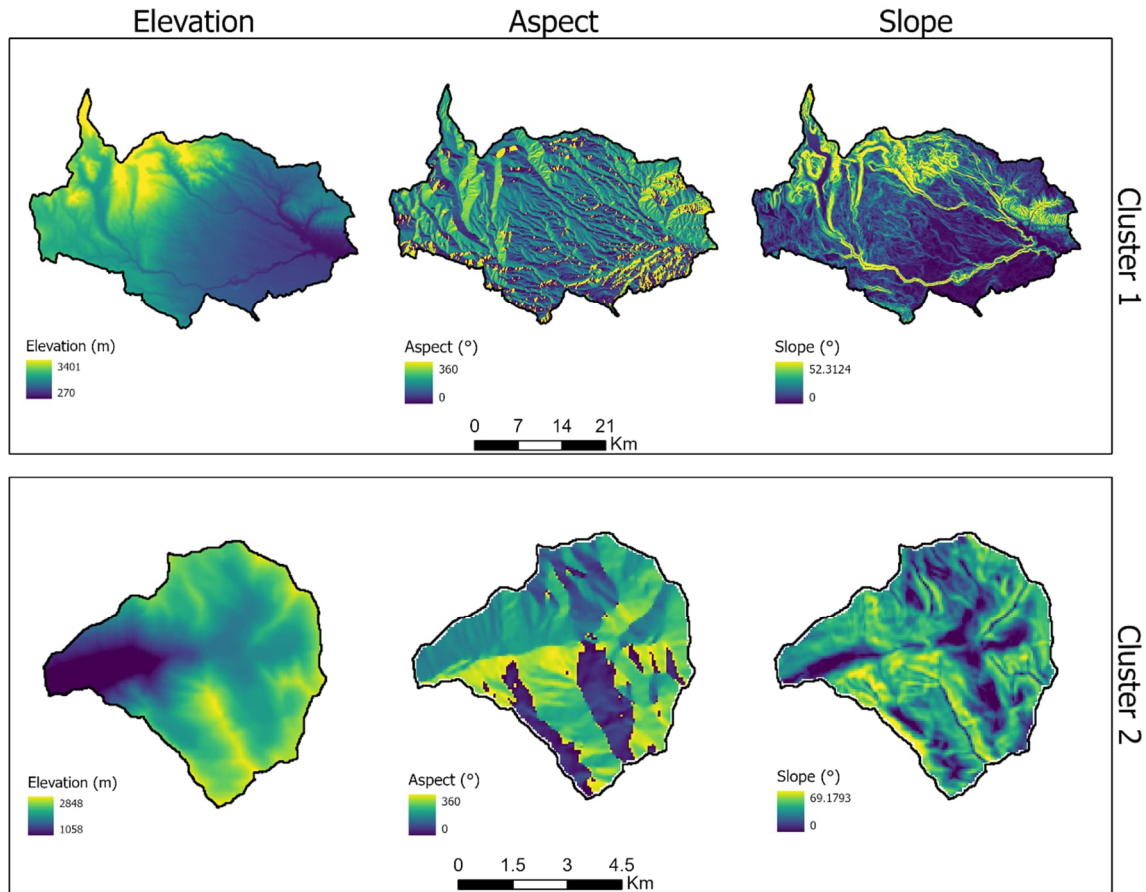 Elevation
Aspect
Slope
Cluster 1
Elevation (m)
3401
270
Aspect (°)
360
0
Slope (°)
52.3124
0
0 7 14 21
Km
Cluster 2
Elevation (m)
2848
1058
Aspect (°)
360
0
Slope (°)
69.1793
0
0 1.5 3 4.5
Km